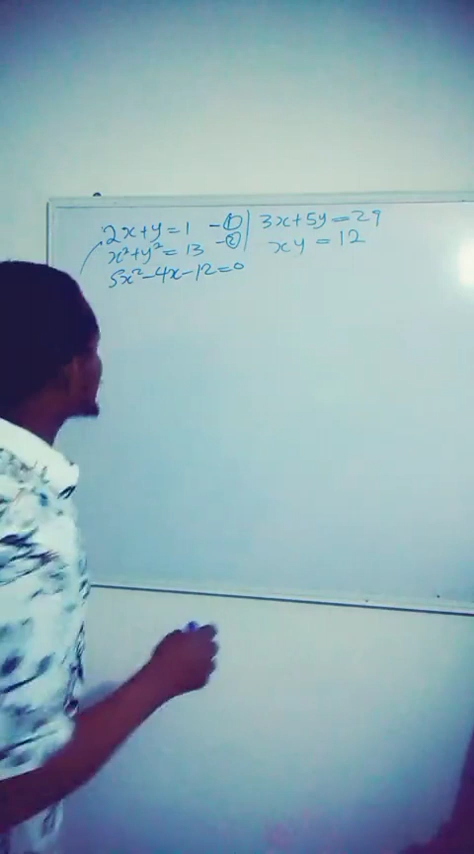 2x+y=1 -①
x²+y²=13 -②
5x²-4x-12=0
3x+5y=29
xy=12